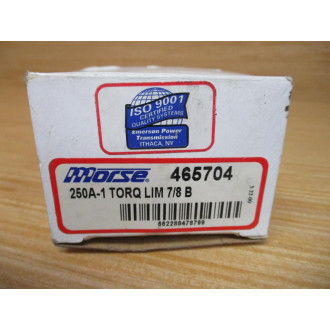 ISO 9001
CERTIFIED
QUALITY SYSTEMS
Emerson Power
Transmission
ITHACA, NY
Morse® 465704
250A-1 TORQ LIM 7/8 B